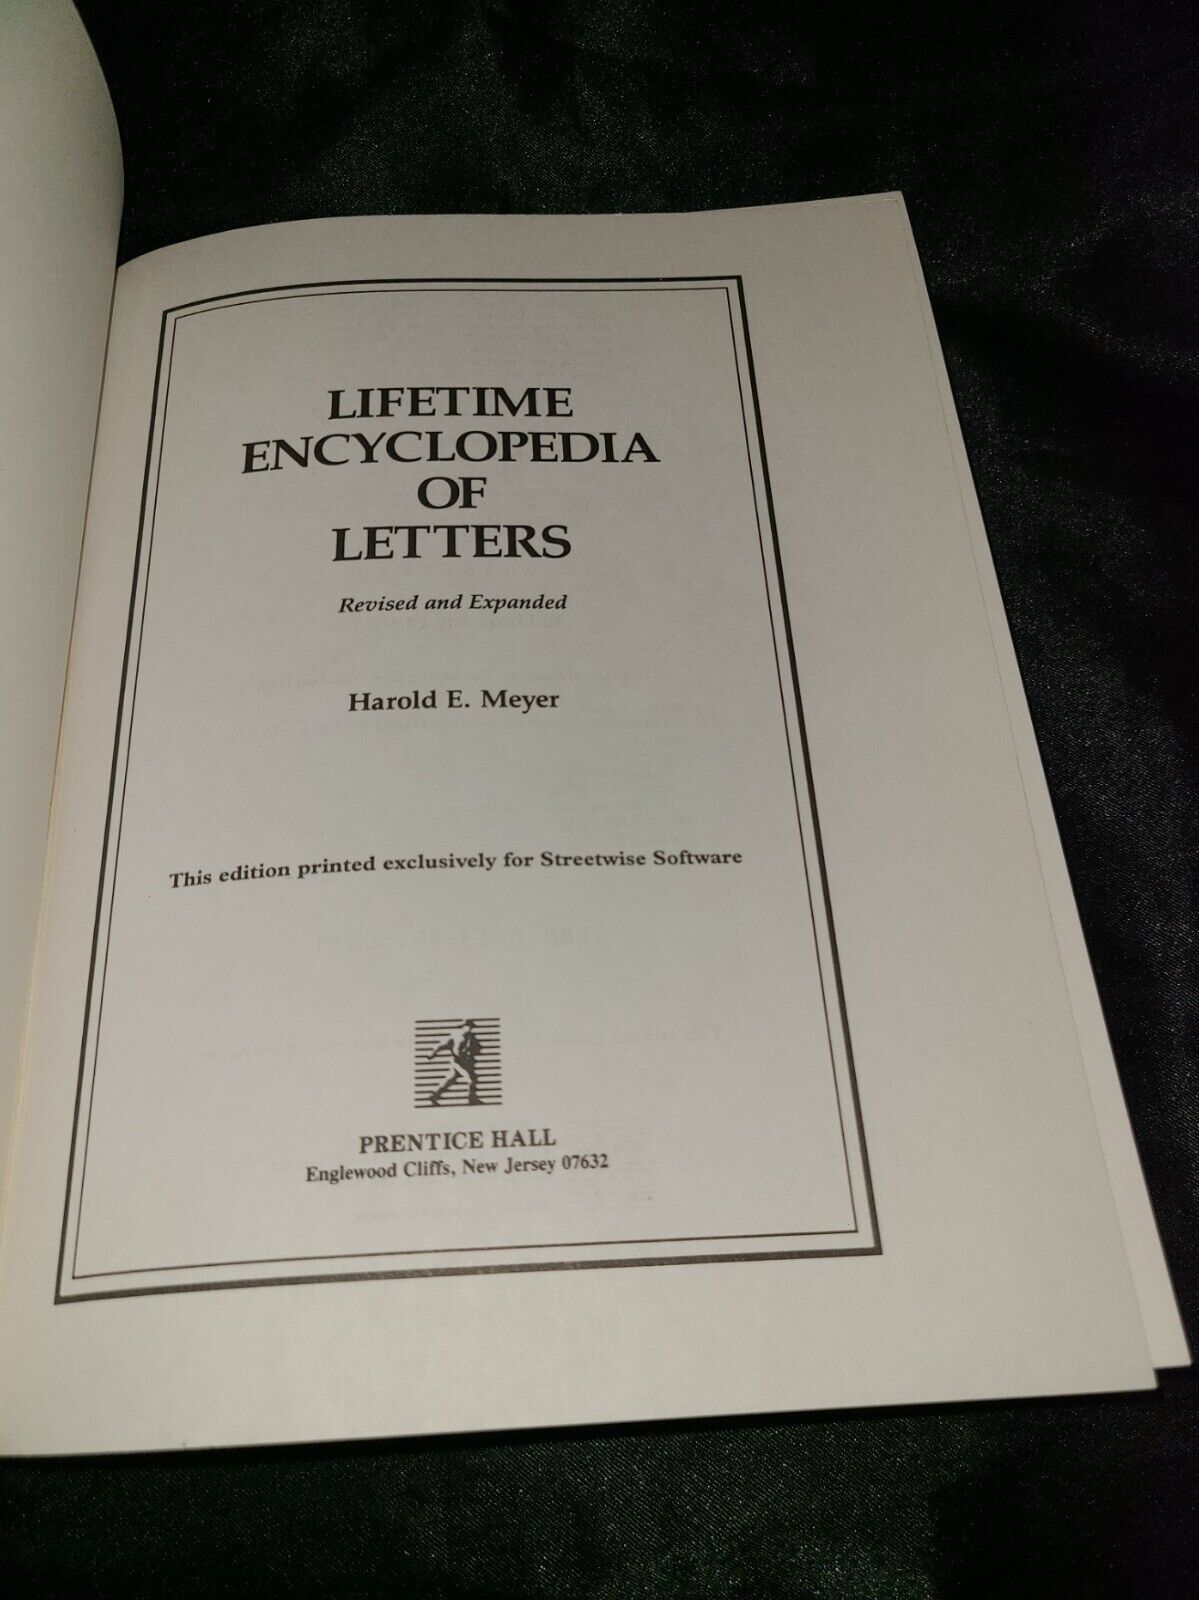 LIFETIME
ENCYCLOPEDIA
OF
LETTERS
Revised and Expanded
Harold E. Meyer
This edition printed exclusively for Streetwise Software
PRENTICE HALL
Englewood Cliffs, New Jersey 07632